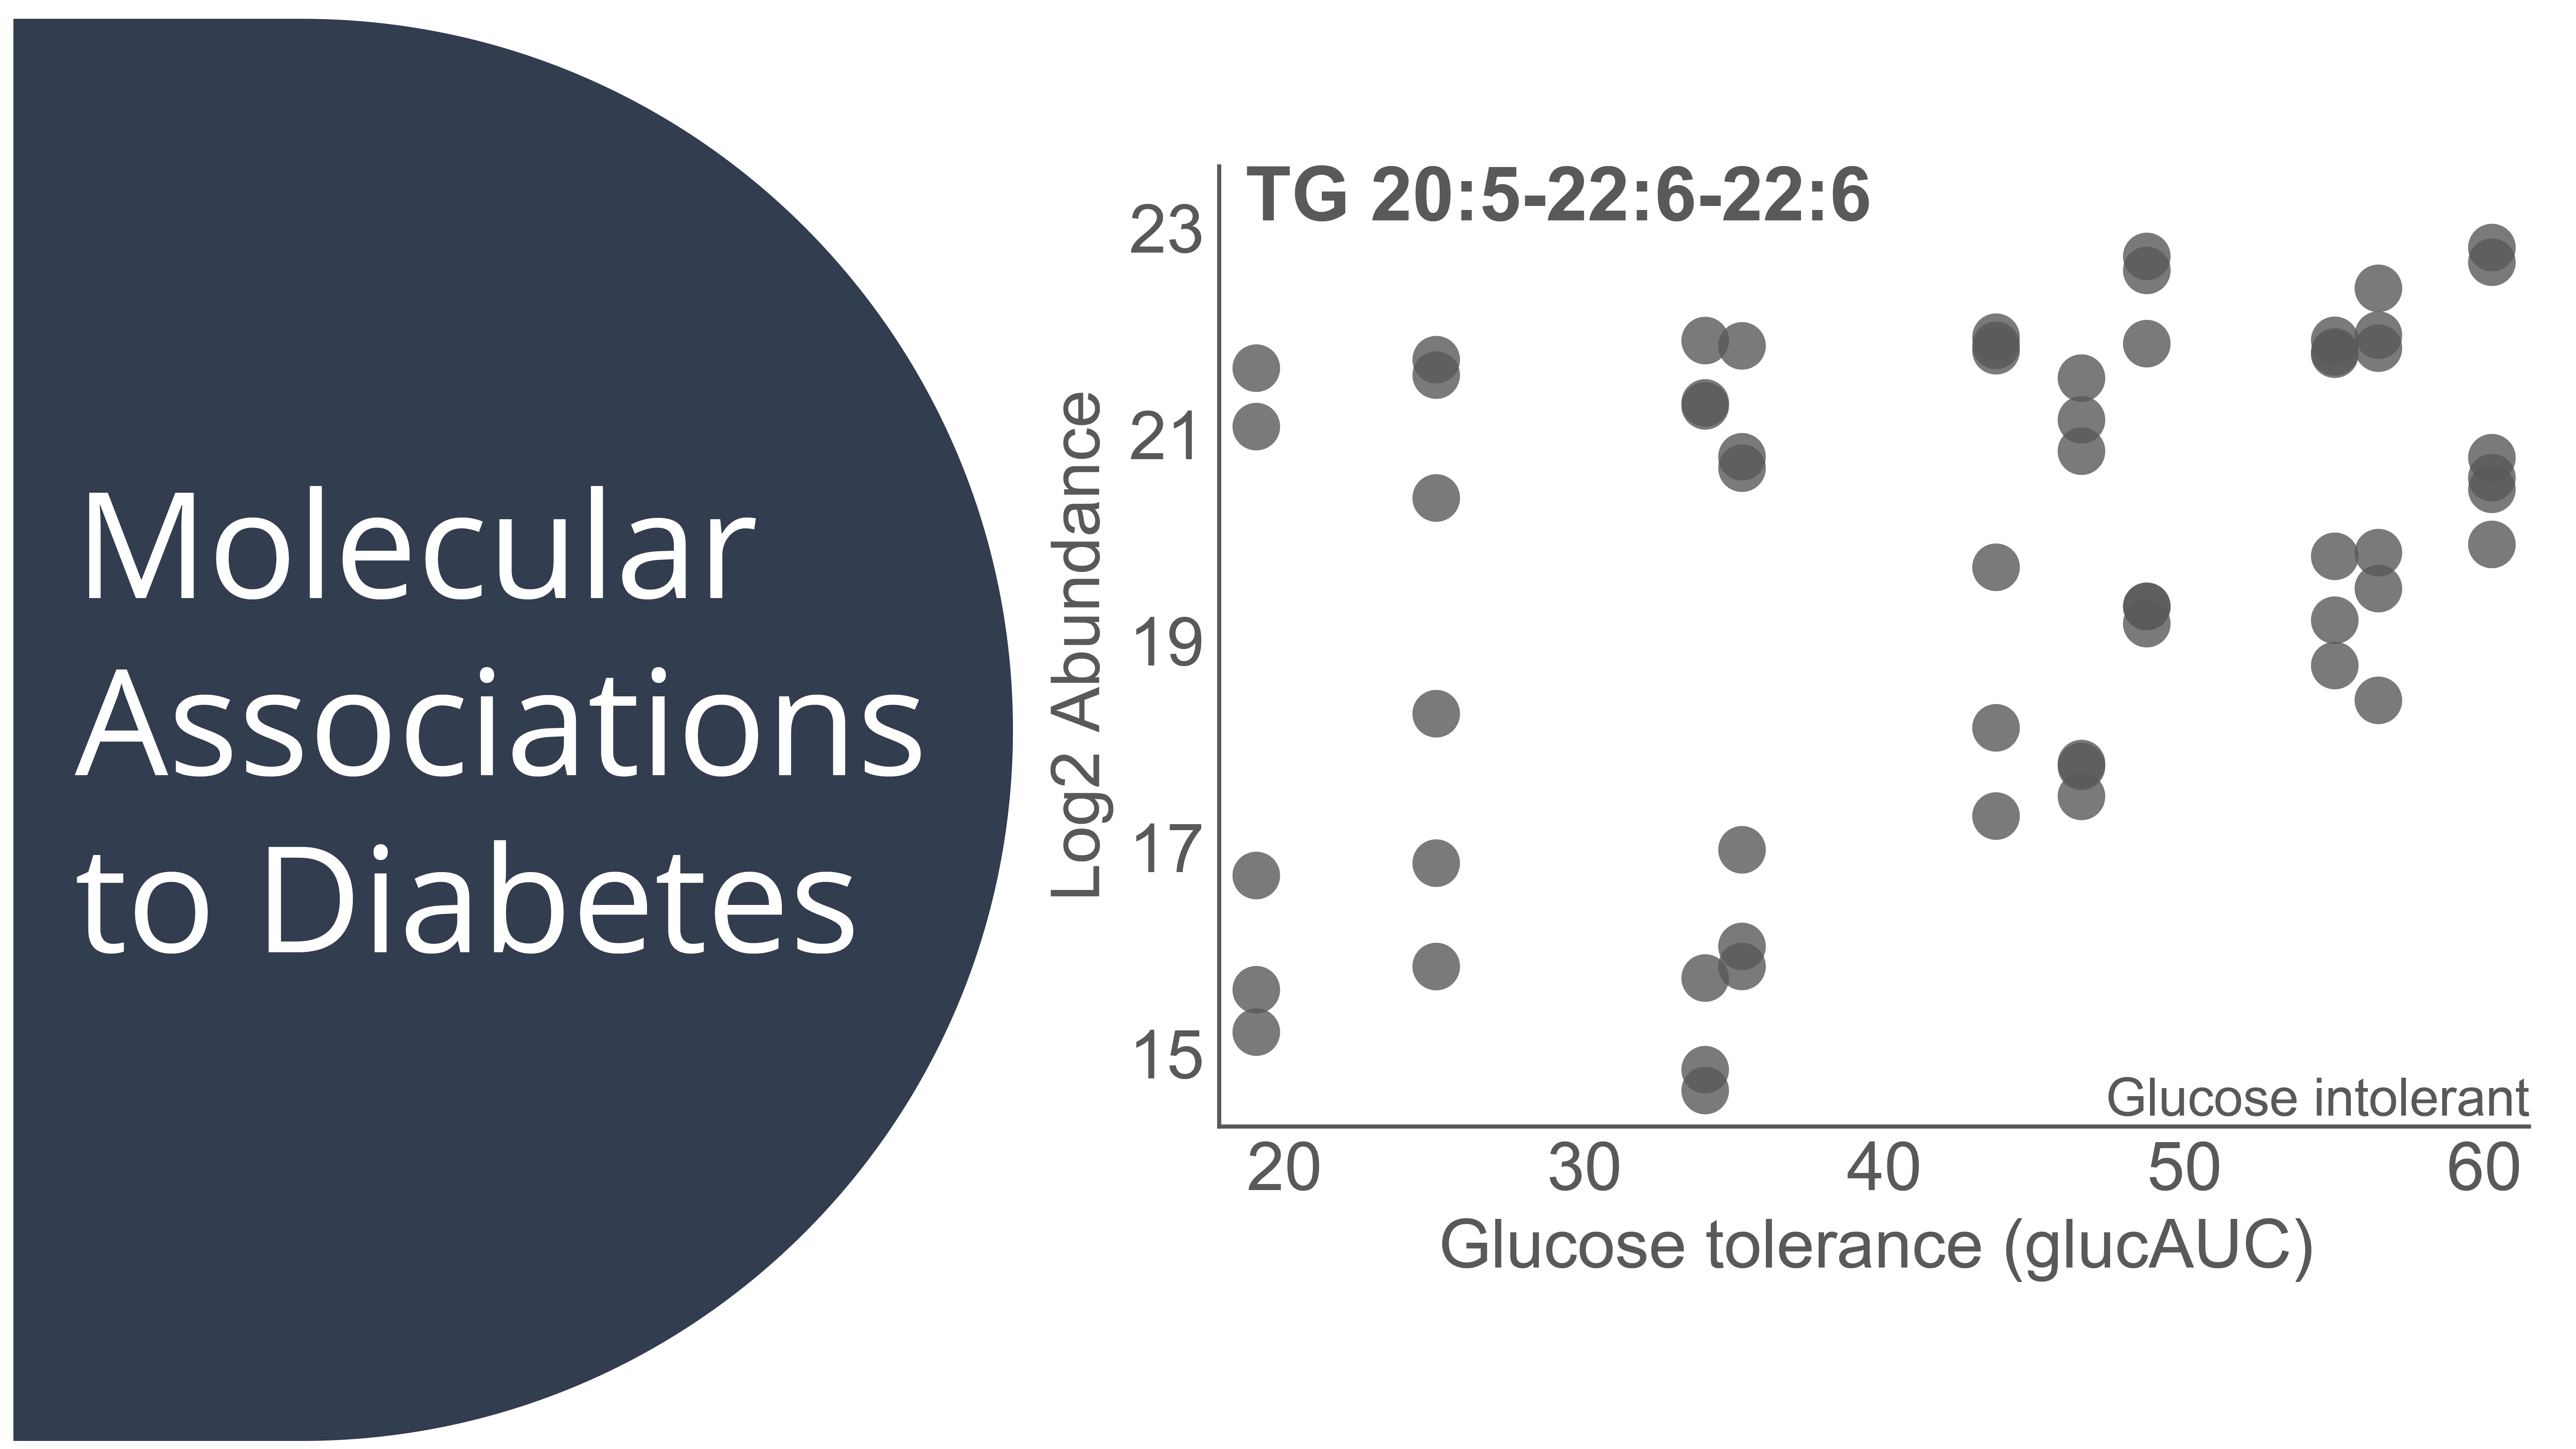 Molecular
Associations
to Diabetes
TG 20:5-22:6-22:6
Log2 Abundance
23
21
19
17
15
Glucose intolerant
20 30 40 50 60
Glucose tolerance (glucAUC)